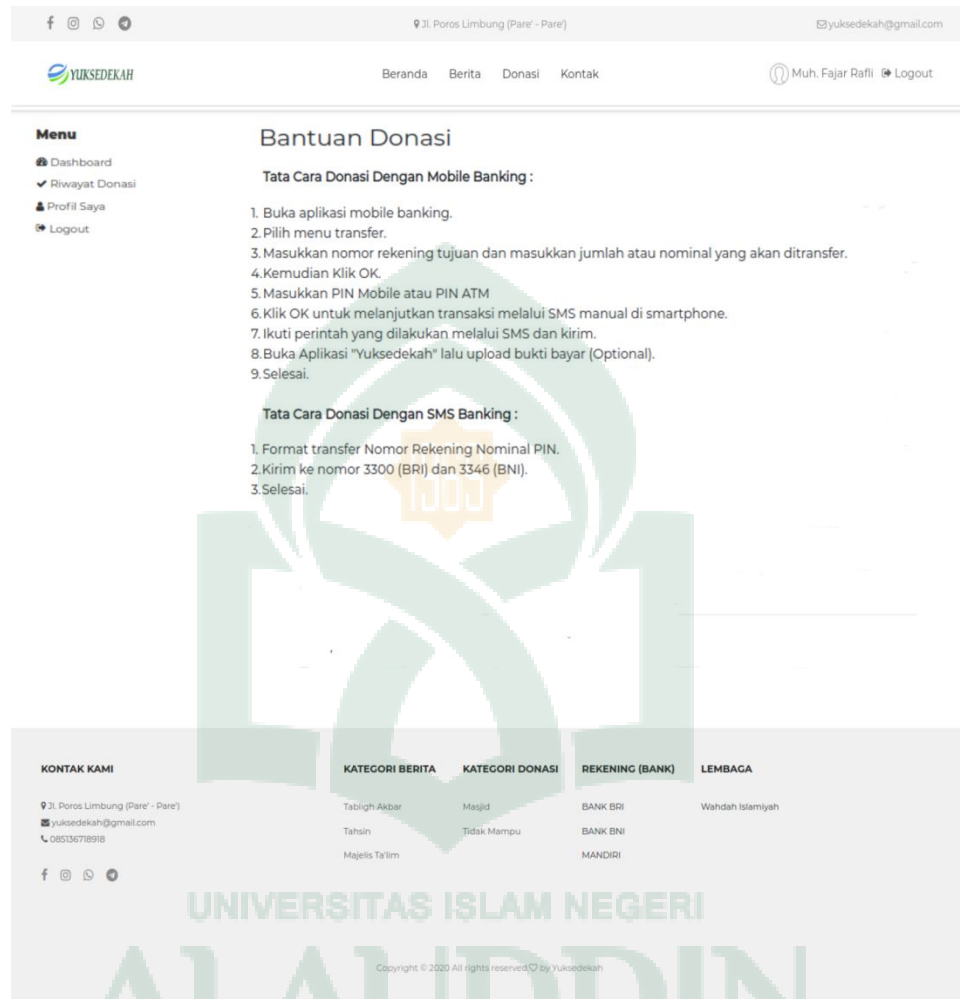 Jl. Poros Limbung (Pare' - Pare')
yuksedekah@gmail.com
YUKSEDEKAH
Beranda Berita Donasi Kontak
Muh. Fajar Rafli Logout
Menu
Dashboard
Riwayat Donasi
Profil Saya
Logout
Bantuan Donasi
Tata Cara Donasi Dengan Mobile Banking :
1. Buka aplikasi mobile banking.
2. Pilih menu transfer.
3. Masukkan nomor rekening tujuan dan masukkan jumlah atau nominal yang akan ditransfer.
4. Kemudian Klik OK.
5. Masukkan PIN Mobile atau PIN ATM
6. Klik OK untuk melanjutkan transaksi melalui SMS manual di smartphone.
7. Ikuti perintah yang dilakukan melalui SMS dan kirim.
8. Buka Aplikasi "Yuksedekah" lalu upload bukti bayar (Optional).
9. Selesai.
Tata Cara Donasi Dengan SMS Banking :
1. Format transfer Nomor Rekening Nominal PIN.
2. Kirim ke nomor 3300 (BRI) dan 3346 (BNI).
3. Selesai.
1965
KONTAK KAMI
Jl. Poros Limbung (Pare' - Pare')
yuksedekah@gmail.com
085136718918
KATEGORI BERITA
Tabligh Akbar
Tahsin
Majelis Ta'lim
KATEGORI DONASI
Masjid
Tidak Mampu
REKENING (BANK)
BANK BRI
BANK BNI
MANDIRI
LEMBAGA
Wahdah Islamiyah
UNIVERSITAS ISLAM NEGERI
ALAUDDIN
Copyright © 2020 All rights reserved by Yuksedekah